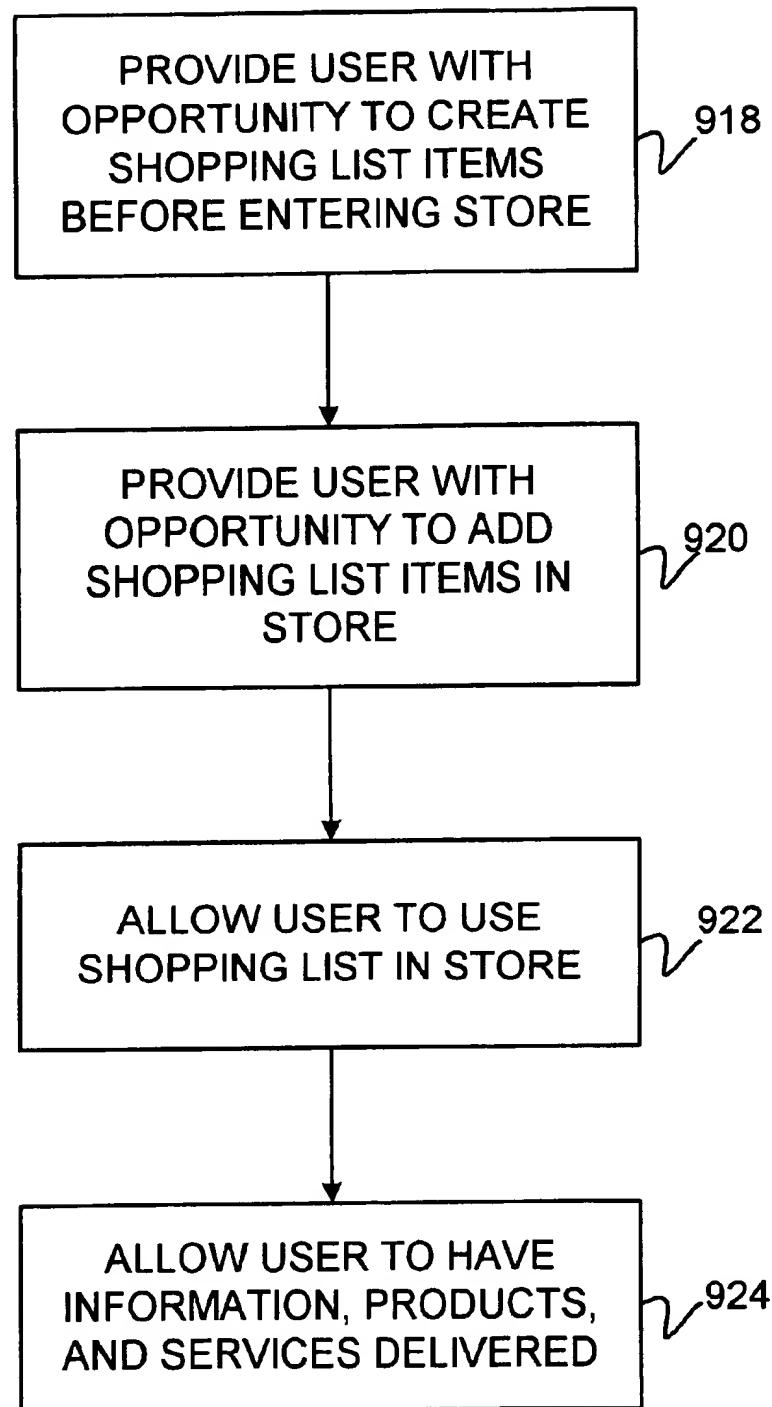 PROVIDE USER WITH
OPPORTUNITY TO CREATE
SHOPPING LIST ITEMS
BEFORE ENTERING STORE
918
PROVIDE USER WITH
OPPORTUNITY TO ADD
SHOPPING LIST ITEMS IN
STORE
920
ALLOW USER TO USE
SHOPPING LIST IN STORE
922
ALLOW USER TO HAVE
INFORMATION, PRODUCTS,
AND SERVICES DELIVERED
924